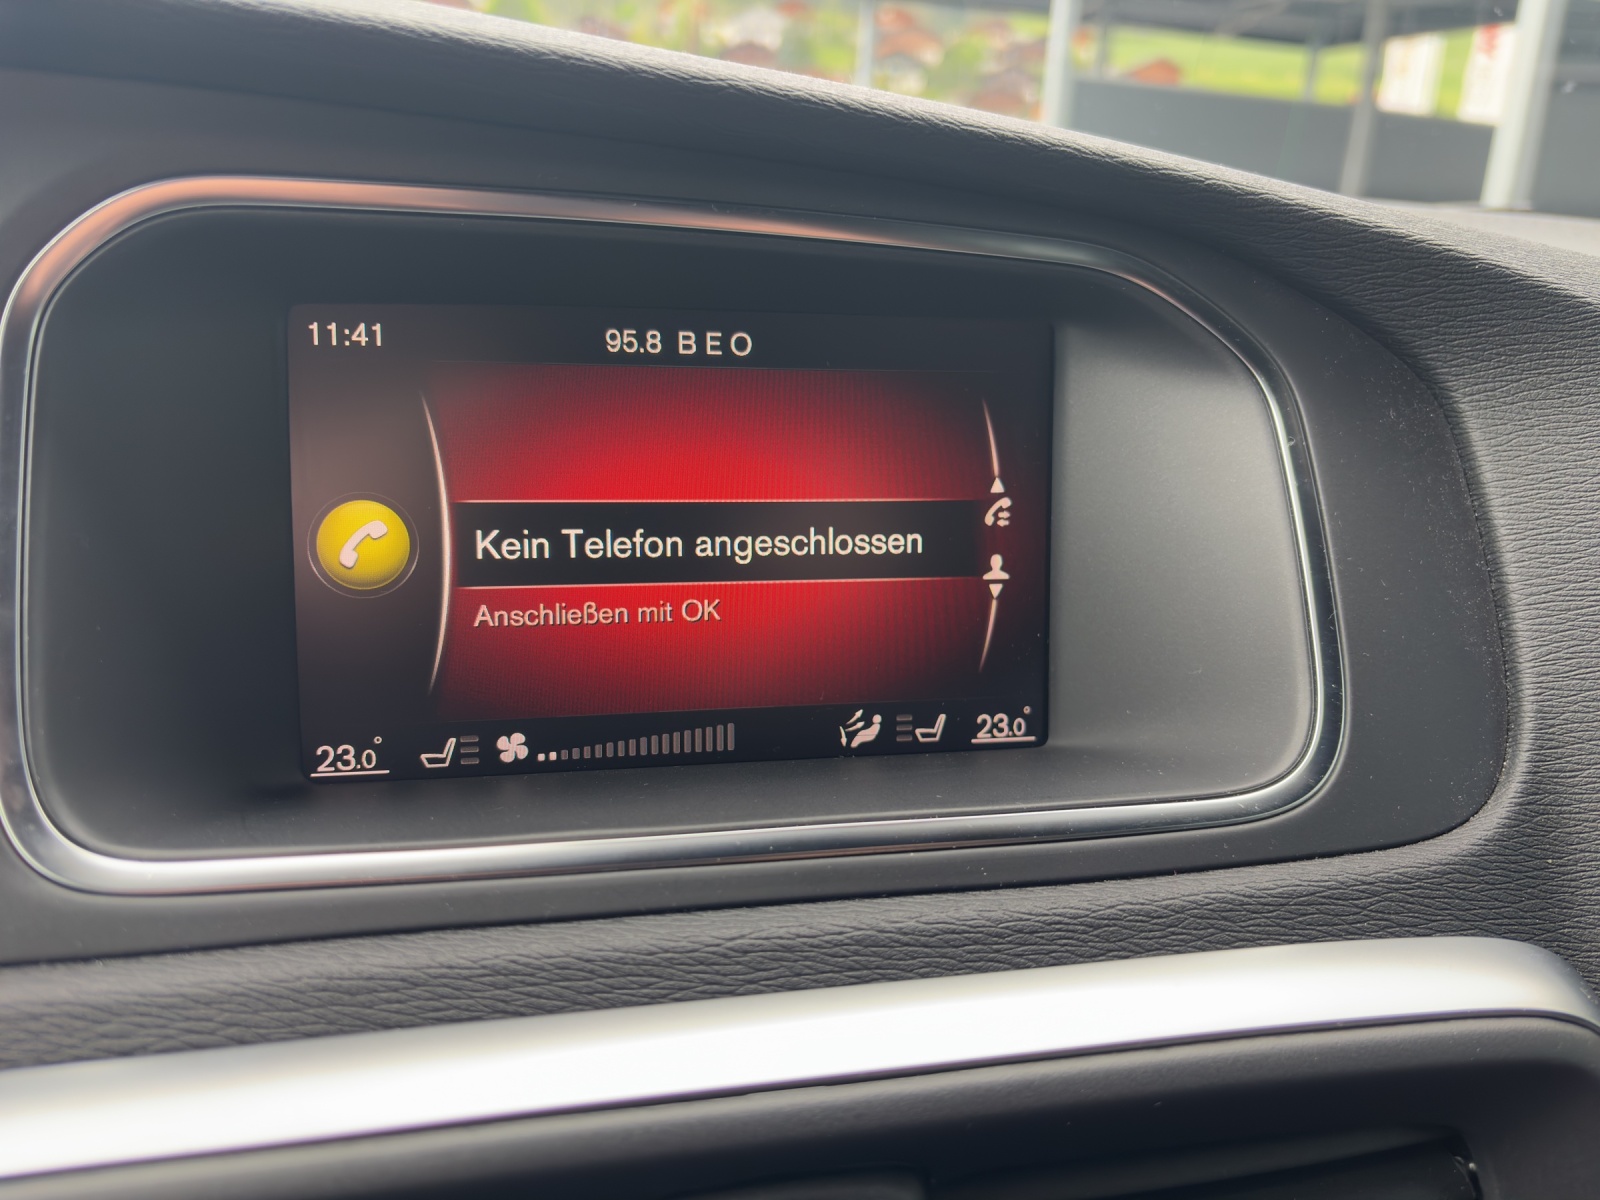 11:41
95.8 BEO
Kein Telefon angeschlossen
Anschließen mit OK
23.0°
23.0°